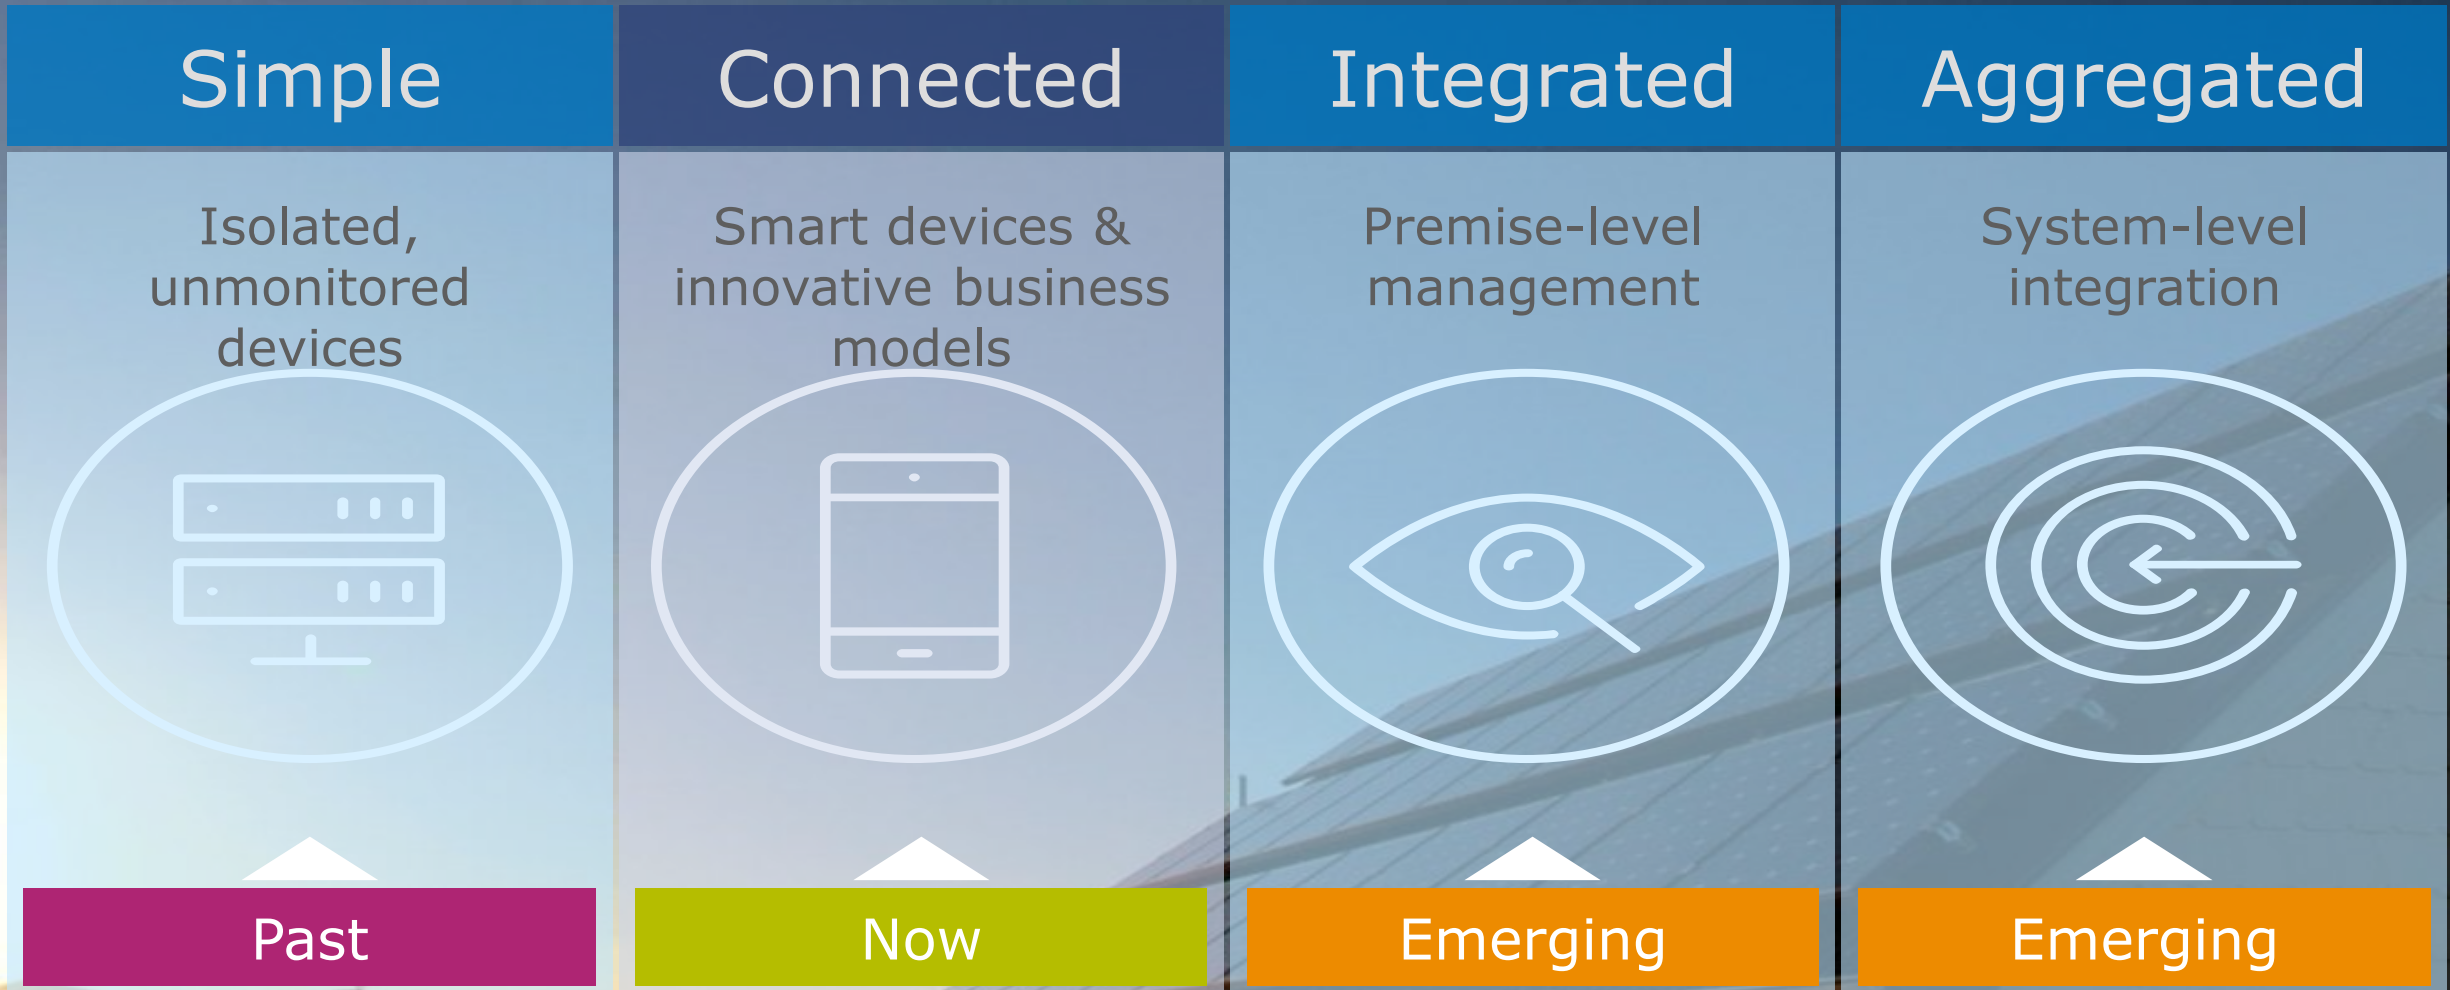 Simple
Connected
Integrated
Aggregated
Isolated,
unmonitored
devices
Smart devices &
innovative business
models
Premise-level
management
System-level
integration
Past
Now
Emerging
Emerging